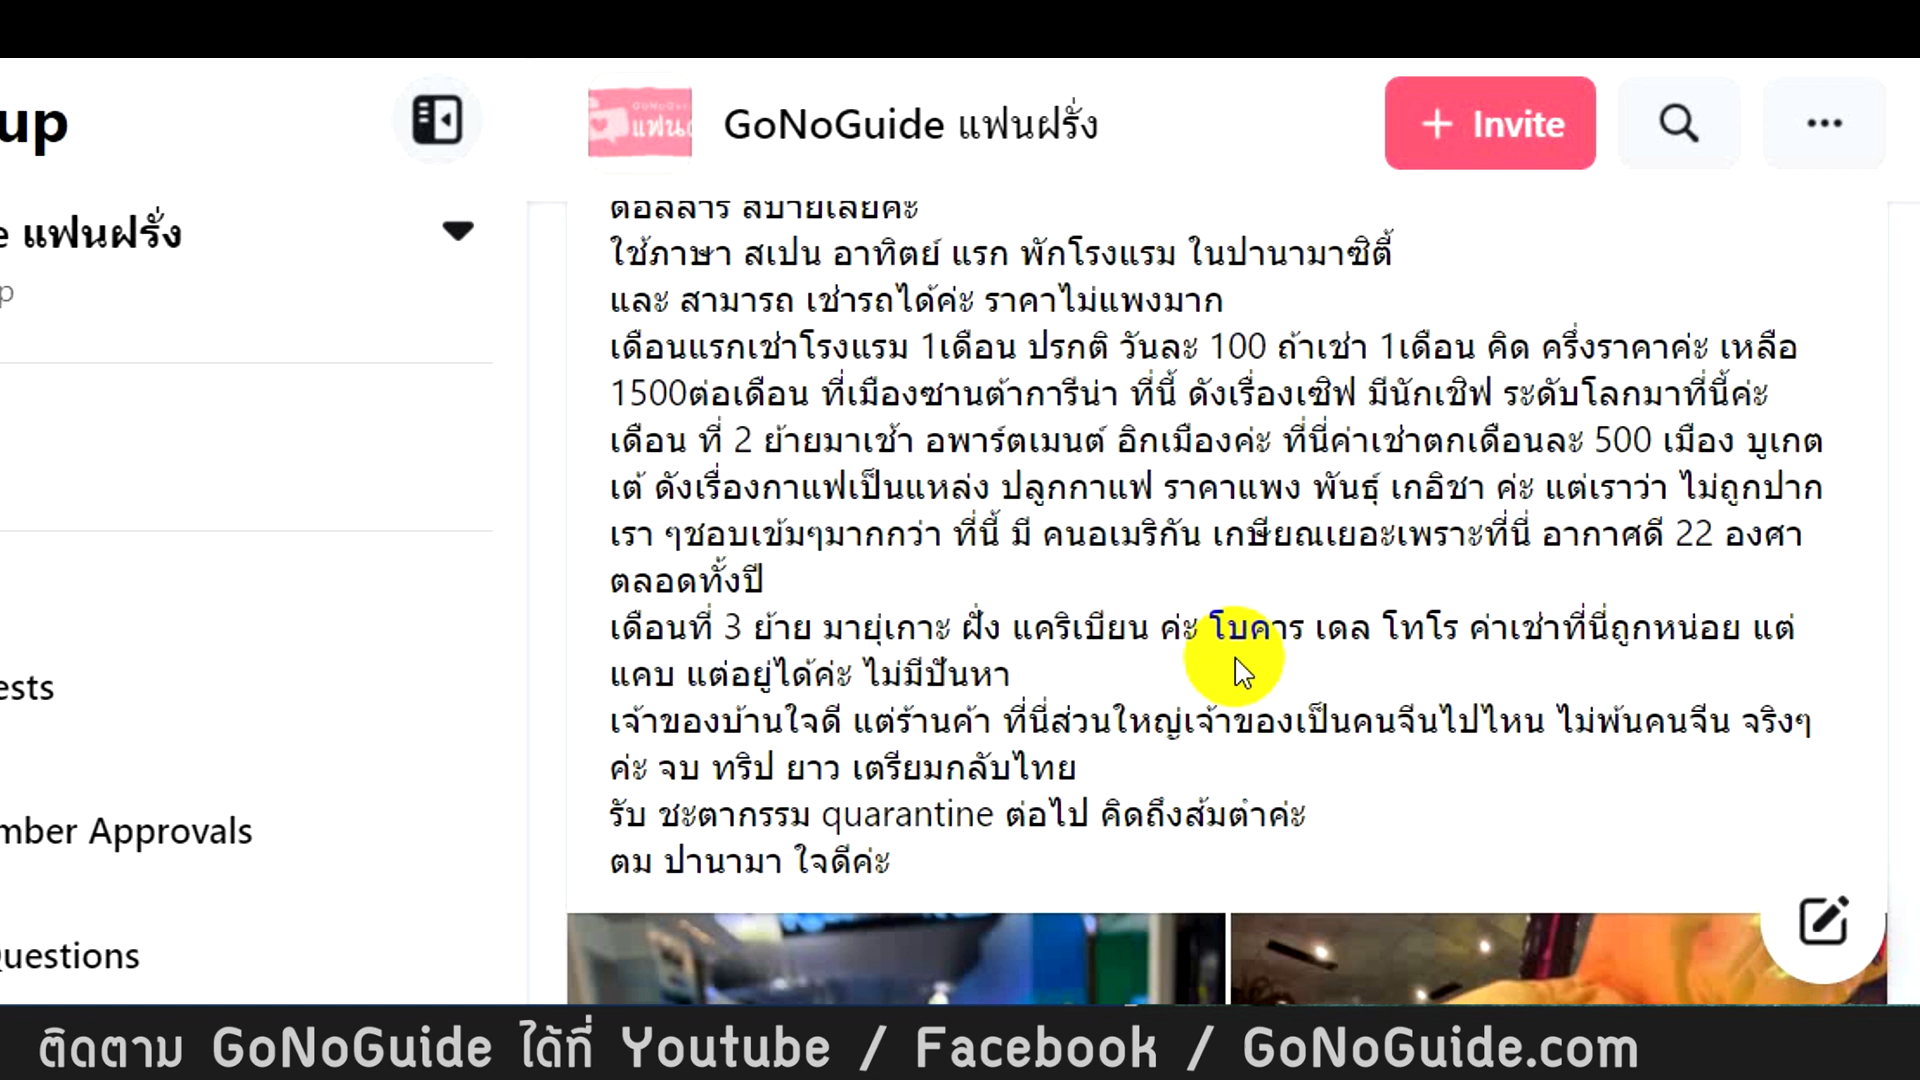 up
GoNoGuide แฟนฝรั่ง
+ Invite
e แฟนฝรั่ง
p
ests
mber Approvals
uestions
ดอลลาร์ สบายเลยค่ะ
ใช้ภาษา สเปน อาทิตย์ แรก พักโรงแรม ในปานามาซิตี้
และ สามารถ เช่ารถได้ค่ะ ราคาไม่แพงมาก
เดือนแรกเช่าโรงแรม 1เดือน ปรกติ วันละ 100 ถ้าเช่า 1เดือน คิด ครึ่งราคาค่ะ เหลือ
1500ต่อเดือน ที่เมืองซานต้าการีน่า ที่นี้ ดังเรื่องเซิฟ มีนักเชิฟ ระดับโลกมาที่นี้ค่ะ
เดือน ที่ 2 ย้ายมาเช้า อพาร์ตเมนต์ อิกเมืองค่ะ ที่นี่ค่าเช่าตกเดือนละ 500 เมือง บูเกต
เต้ ดังเรื่องกาแฟเป็นแหล่ง ปลูกกาแฟ ราคาแพง พันธุ์ เกอิชา ค่ะ แต่เราว่า ไม่ถูกปาก
เรา ๆชอบเข้มๆมากกว่า ที่นี้ มี คนอเมริกัน เกษียณเยอะเพราะที่นี่ อากาศดี 22 องศา
ตลอดทั้งปี
เดือนที่ 3 ย้าย มายุ่เกาะ ฝั่ง แคริเบียน ค่ะ โบคาร เดล โทโร ค่าเช่าที่นี่ถูกหน่อย แต่
แคบ แต่อยู่ได้ค่ะ ไม่มีปันหา
เจ้าของบ้านใจดี แต่ร้านค้า ที่นี่ส่วนใหญ่เจ้าของเป็นคนจีนไปไหน ไม่พ้นคนจีน จริงๆ
ค่ะ จบ ทริป ยาว เตรียมกลับไทย
รับ ชะตากรรม quarantine ต่อไป คิดถึงส้มตำค่ะ
ตม ปานามา ใจดีค่ะ
ติดตาม GoNoGuide ได้ที่ Youtube / Facebook / GoNoGuide.com